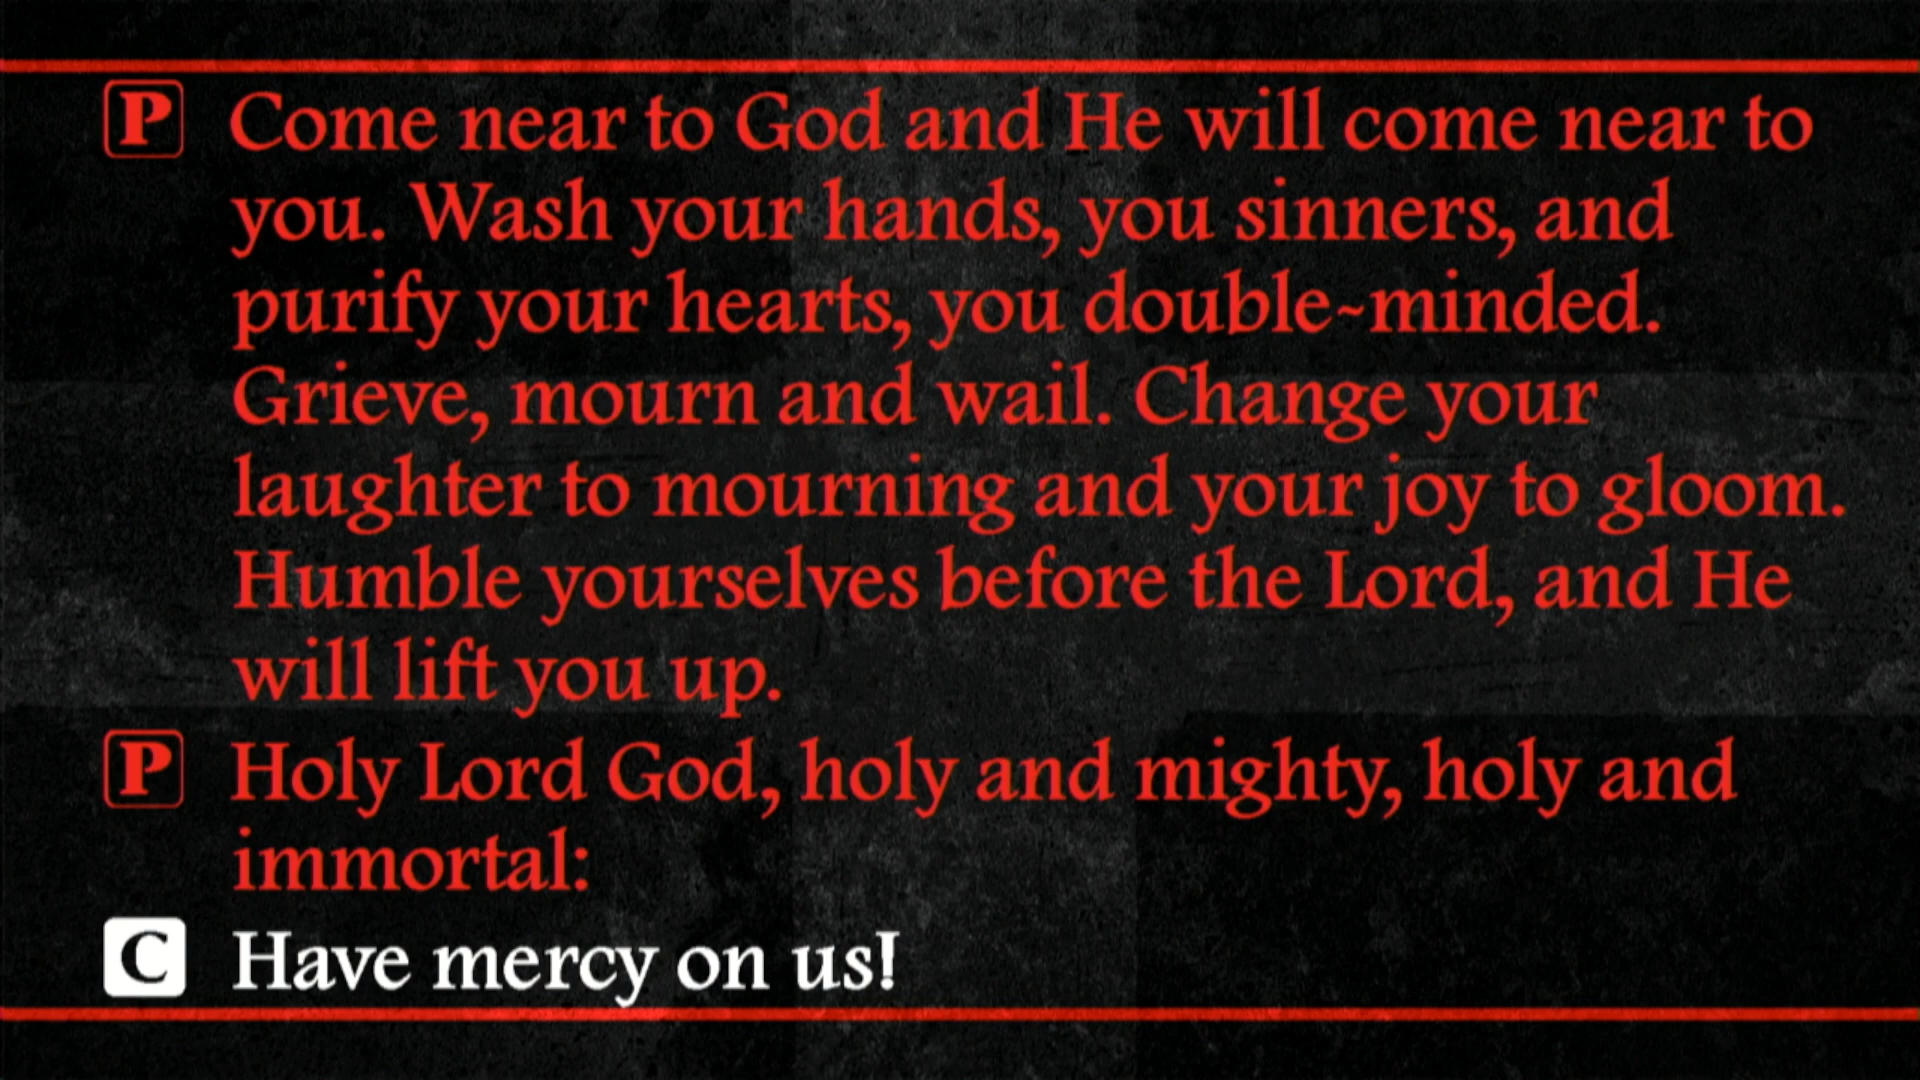 P Come near to God and He will come near to
you. Wash your hands, you sinners, and
purify your hearts, you double-minded.
Grieve, mourn and wail. Change your
laughter to mourning and your joy to gloom.
Humble yourselves before the Lord, and He
will lift you up.
P Holy Lord God, holy and mighty, holy and
immortal:
C Have mercy on us!